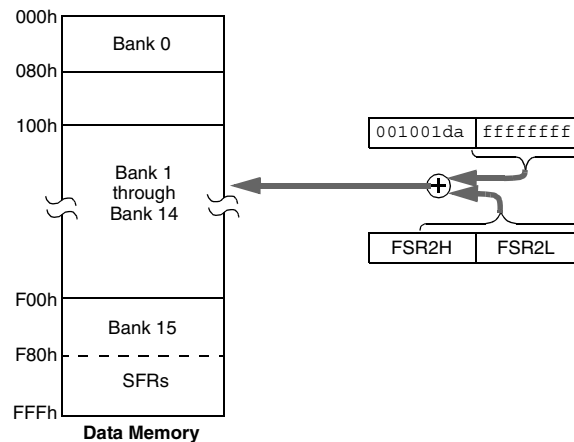 000h
Bank 0
080h
100h
001001da ffffffff
Bank 1
through
Bank 14
FSR2H FSR2L
F00h
Bank 15
F80h
SFRs
FFFh
Data Memory